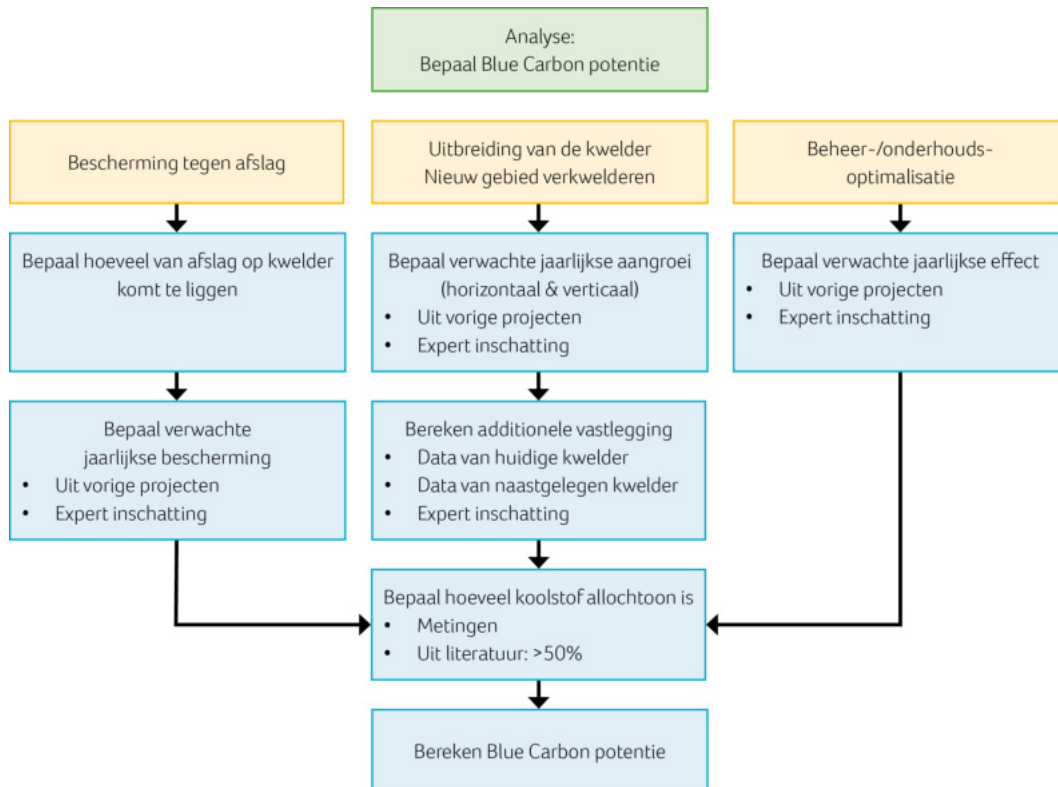 Analyse:
Bepaal Blue Carbon potentie
Bescherming tegen afslag
Uitbreiding van de kwelder
Nieuw gebied verkwelderen
Beheer-/onderhouds-
optimalisatie
Bepaal hoeveel van afslag op kwelder
komt te liggen
Bepaal verwachte jaarlijkse aangroei
(horizontaal & verticaal)
• Uit vorige projecten
• Expert inschatting
Bepaal verwachte jaarlijkse effect
• Uit vorige projecten
• Expert inschatting
Bepaal verwachte
jaarlijkse bescherming
• Uit vorige projecten
• Expert inschatting
Bereken additionele vastlegging
• Data van huidige kwelder
• Data van naastgelegen kwelder
• Expert inschatting
Bepaal hoeveel koolstof allochtoon is
• Metingen
• Uit literatuur: >50%
Bereken Blue Carbon potentie